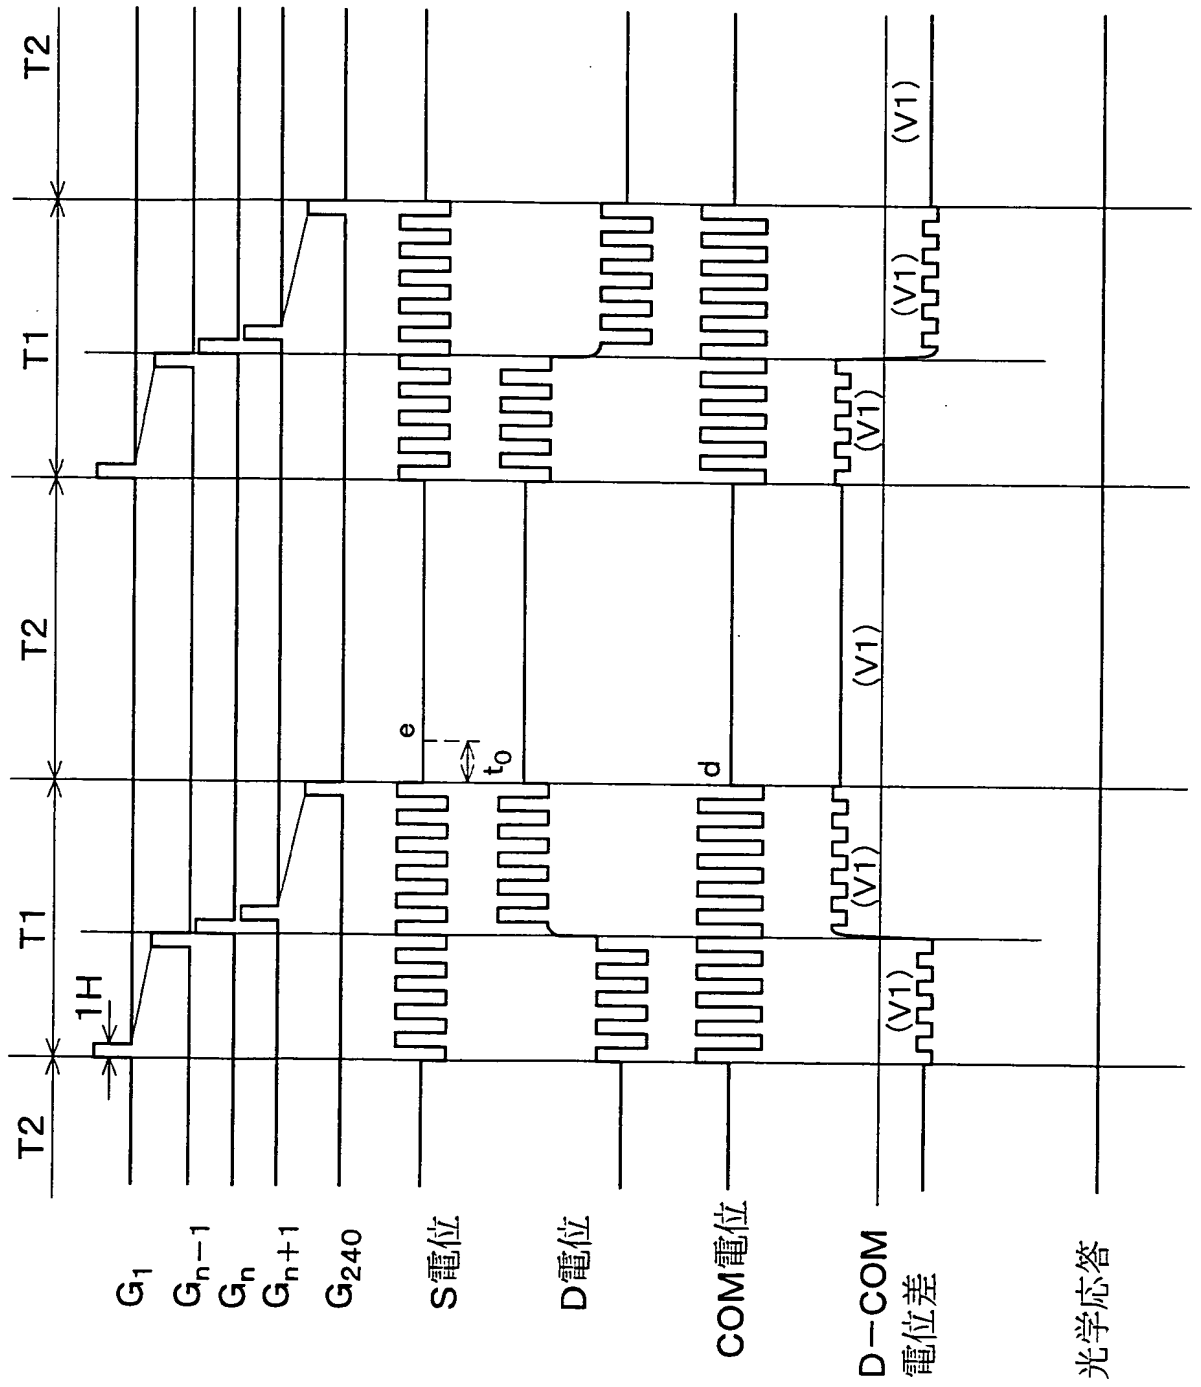 T2
T1
T2
T1
T2
1H
G1
Gn-1
Gn
Gn+1
G240
S電位
e
t0
D電位
COM電位
d
D-COM
電位差
(V1)
(V1)
(V1)
(V1)
(V1)
(V1)
光学応答